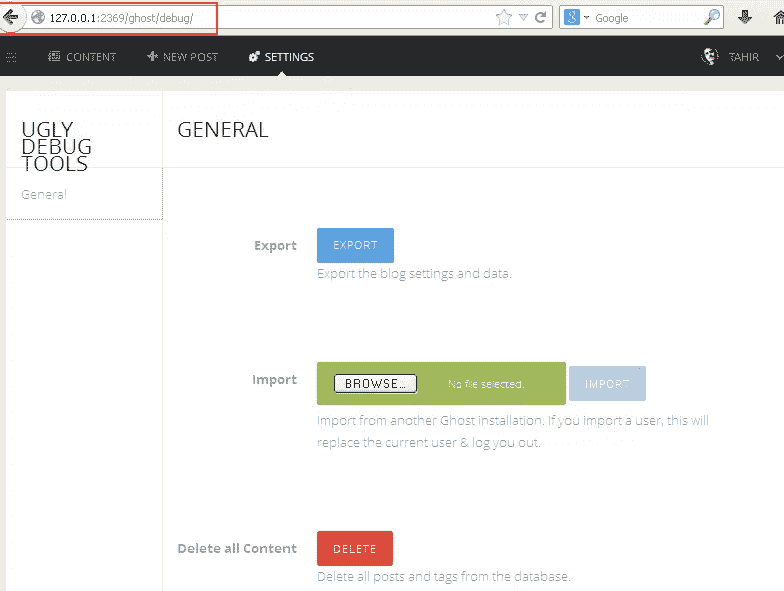 127.0.0.1:2369/ghost/debug/
Google
CONTENT
NEW POST
SETTINGS
TAHIR
UGLY
DEBUG
TOOLS
GENERAL
General
Export
EXPORT
Export the blog settings and data.
Import
BROWSE...
No file selected.
IMPORT
Import from another Ghost installation. If you import a user, this will
replace the current user & log you out.
Delete all Content
DELETE
Delete all posts and tags from the database.